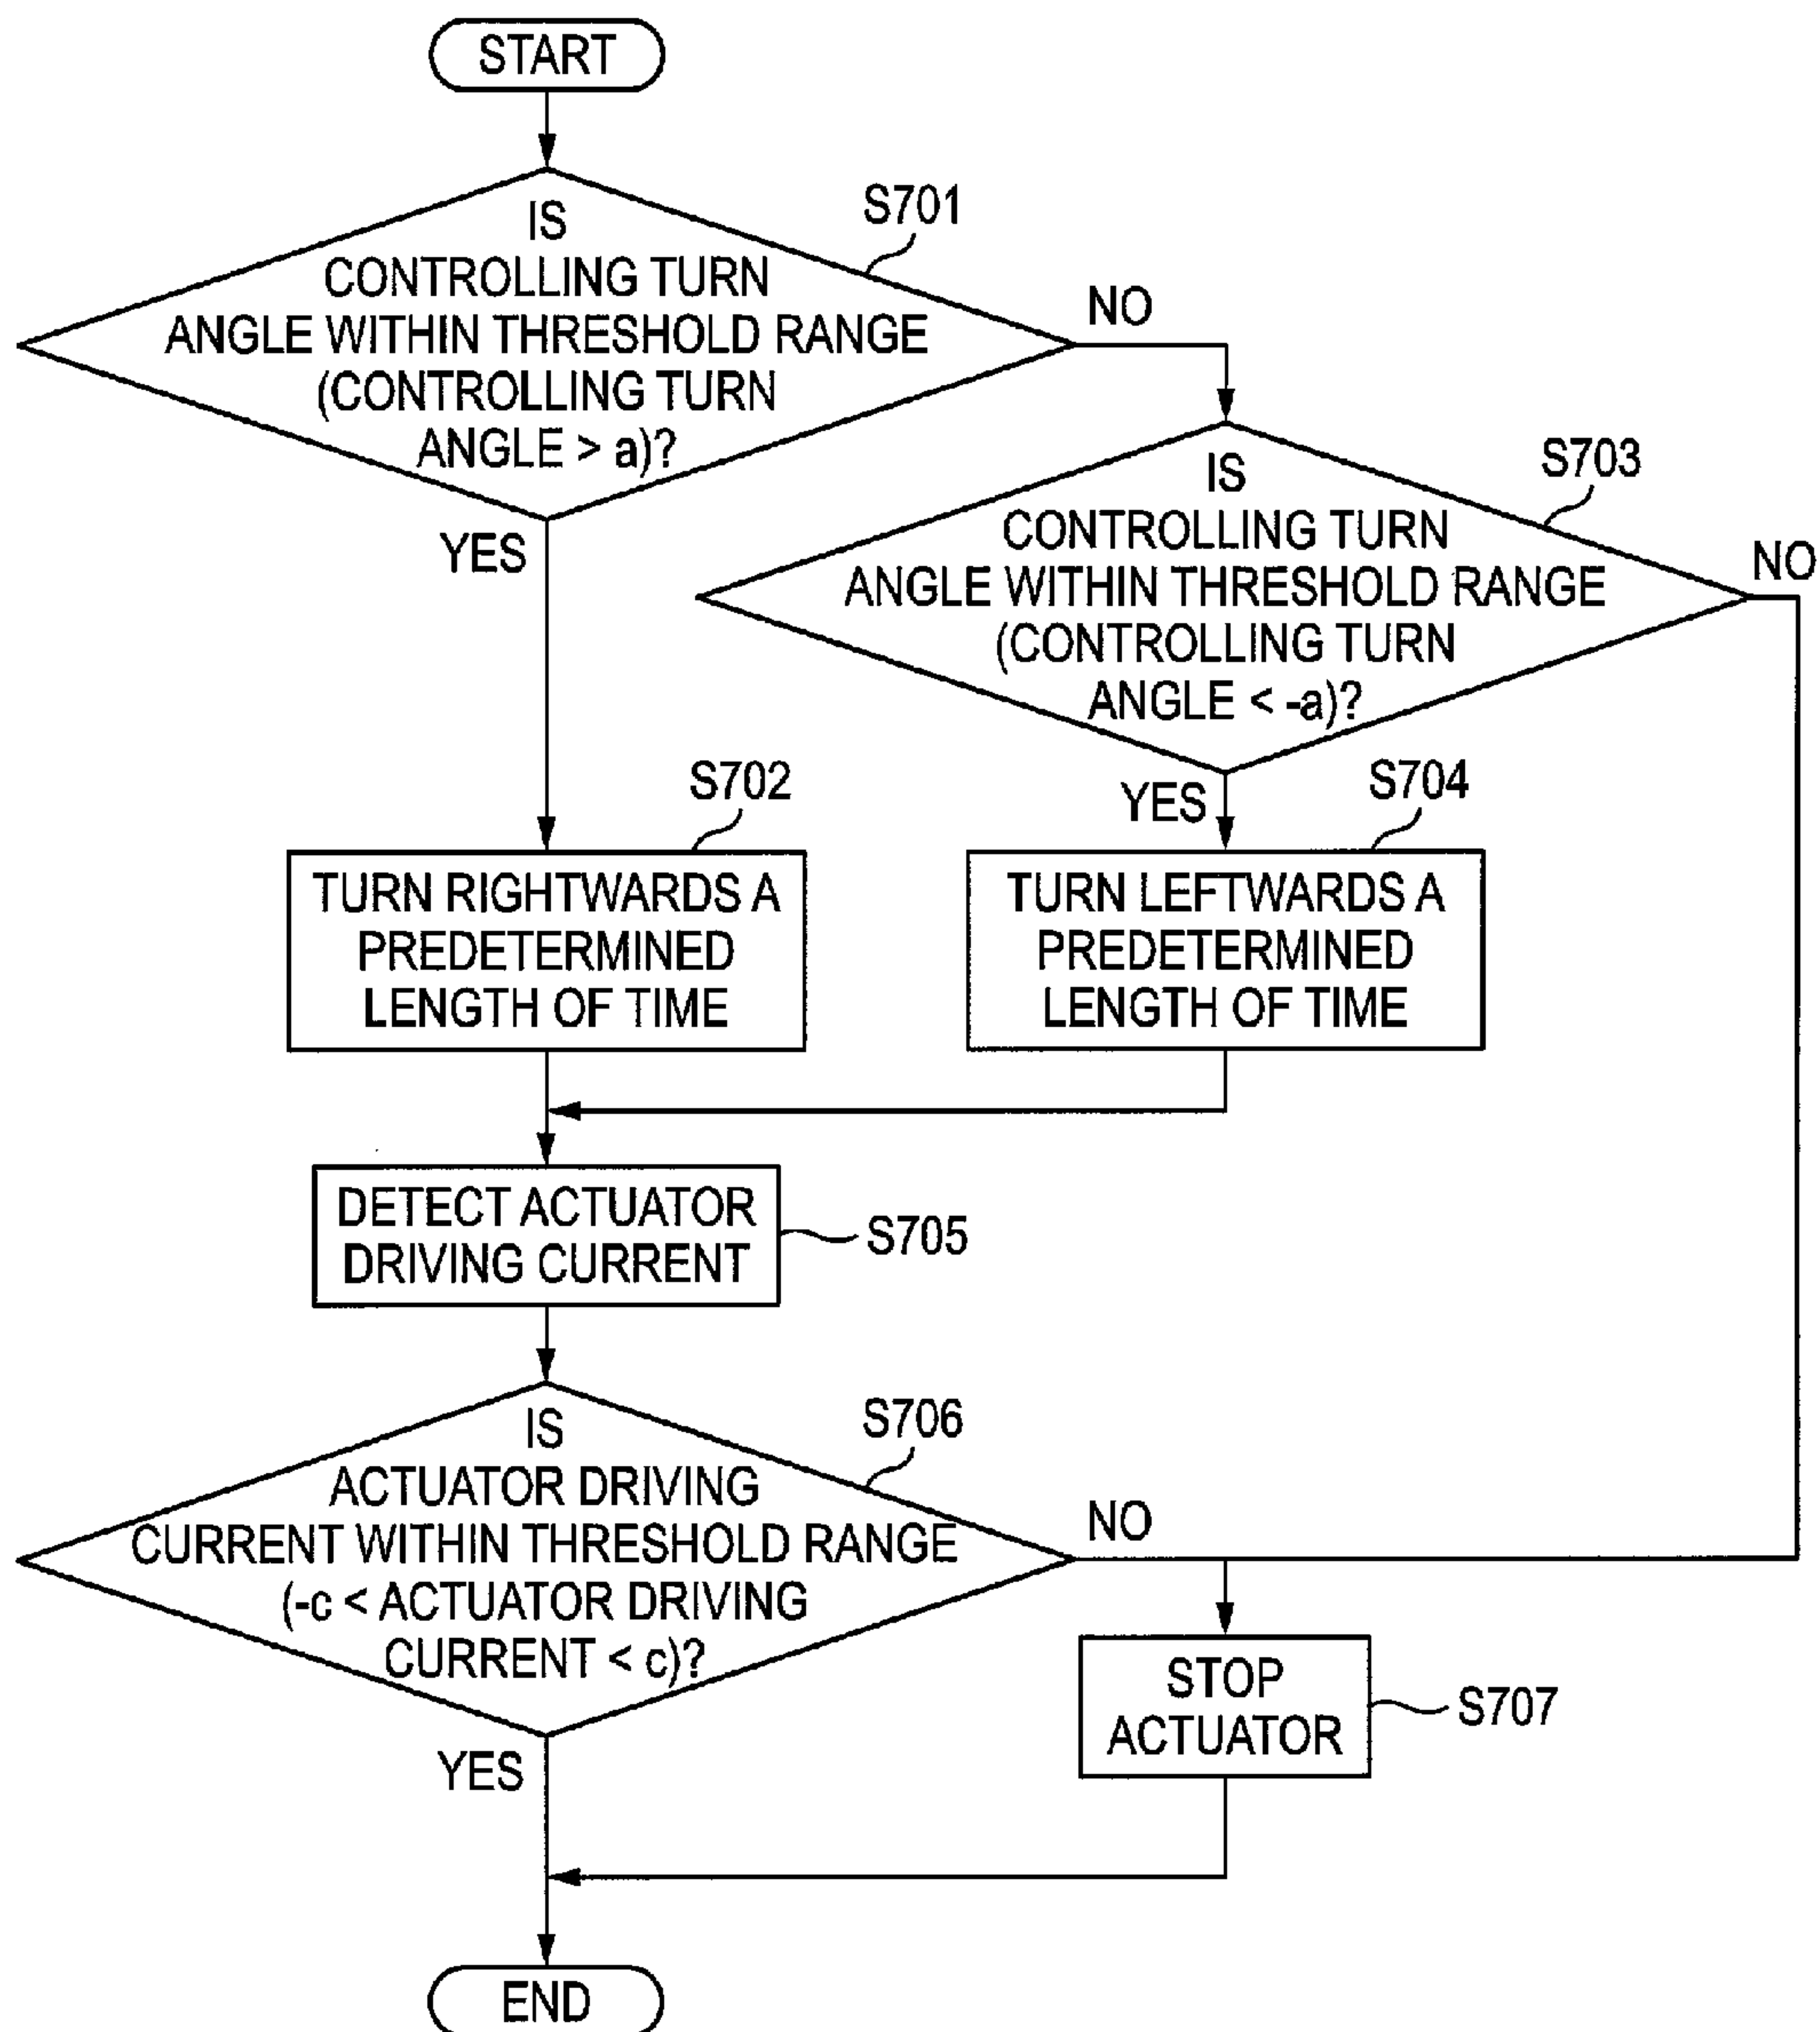 START
S701
IS
CONTROLLING TURN
ANGLE WITHIN THRESHOLD RANGE
(CONTROLLING TURN
ANGLE > a)?
NO
YES
S703
IS
CONTROLLING TURN
ANGLE WITHIN THRESHOLD RANGE
(CONTROLLING TURN
ANGLE < -a)?
NO
YES
S702
TURN RIGHTWARDS A
PREDETERMINED
LENGTH OF TIME
S704
TURN LEFTWARDS A
PREDETERMINED
LENGTH OF TIME
DETECT ACTUATOR
DRIVING CURRENT
S705
S706
IS
ACTUATOR DRIVING
CURRENT WITHIN THRESHOLD RANGE
(-c < ACTUATOR DRIVING
CURRENT < c)?
NO
YES
STOP
ACTUATOR
S707
END